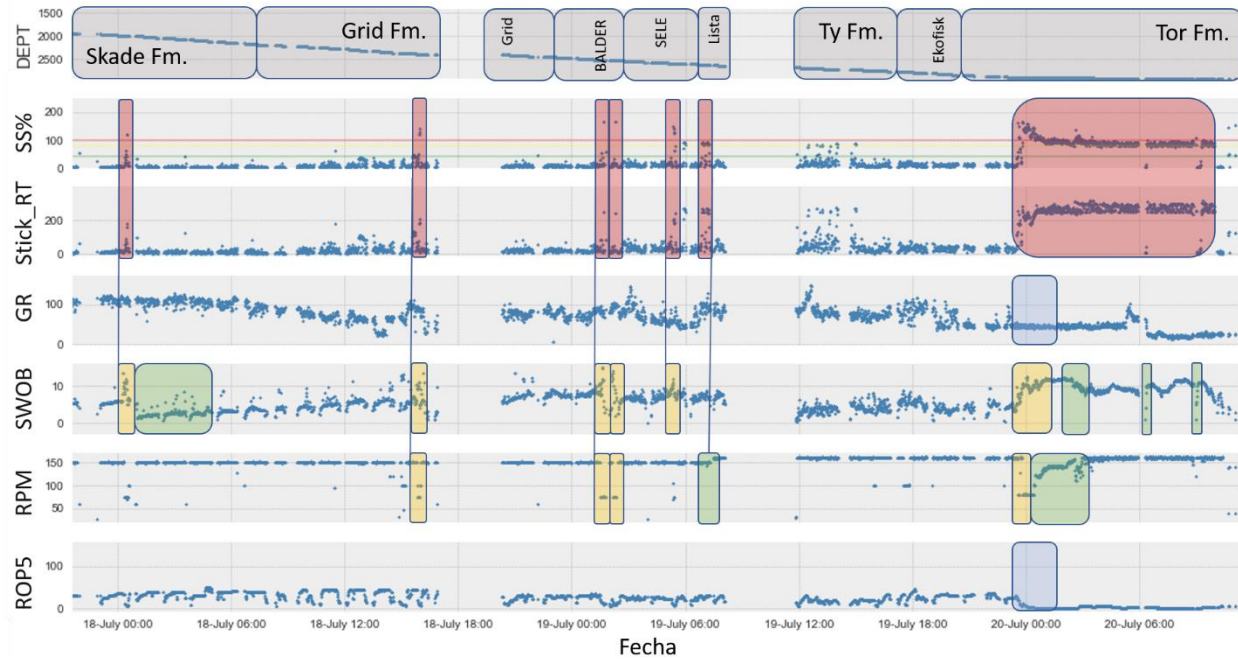 DEPT
1500
2000
2500
Skade Fm.
Grid Fm.
Grid
BALDER
SELE
Lista
Ty Fm.
Ekofisk
Tor Fm.
SS%
200
100
0
Stick_RT
200
0
GR
100
0
SWOB
10
0
RPM
150
100
50
ROP5
100
0
18-July 00:00 18-July 06:00 18-July 12:00 18-July 18:00 19-July 00:00 19-July 06:00 19-July 12:00 19-July 18:00 20-July 00:00 20-July 06:00
Fecha